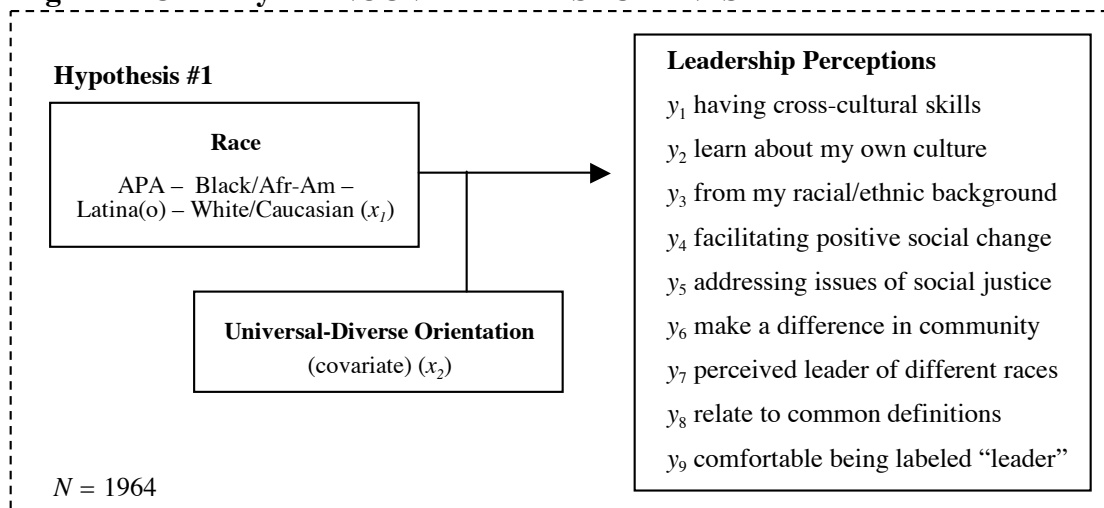 Hypothesis #1
Race
APA – Black/Afr-Am –
Latina(o) – White/Caucasian (x1)
Universal-Diverse Orientation
(covariate) (x2)
N = 1964
Leadership Perceptions
y1 having cross-cultural skills
y2 learn about my own culture
y3 from my racial/ethnic background
y4 facilitating positive social change
y5 addressing issues of social justice
y6 make a difference in community
y7 perceived leader of different races
y8 relate to common definitions
y9 comfortable being labeled “leader”